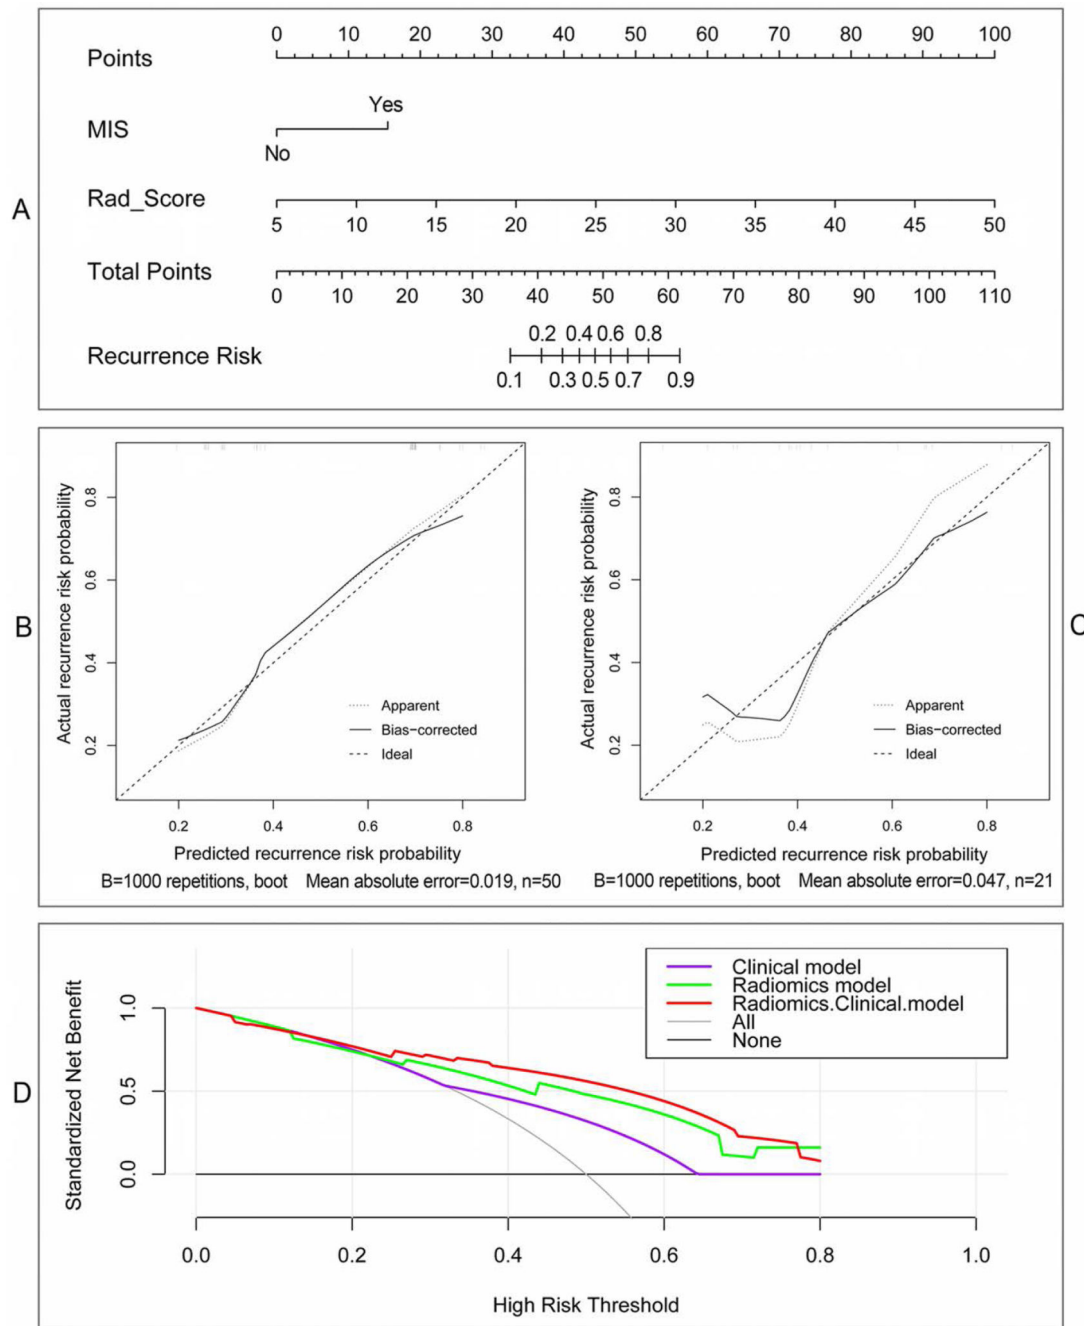 A
Points
0 10 20 30 40 50 60 70 80 90 100
MIS
Yes
No
Rad_Score
5 10 15 20 25 30 35 40 45 50
Total Points
0 10 20 30 40 50 60 70 80 90 100 110
Recurrence Risk
0.2 0.4 0.6 0.8
0.1 0.3 0.5 0.7 0.9
B
Actual recurrence risk probability
0.8
0.6
0.4
0.2
Apparent
Bias-corrected
Ideal
0.2 0.4 0.6 0.8
Predicted recurrence risk probability
B=1000 repetitions, boot Mean absolute error=0.019, n=50
C
Actual recurrence risk probability
0.8
0.6
0.4
0.2
Apparent
Bias-corrected
Ideal
0.2 0.4 0.6 0.8
Predicted recurrence risk probability
B=1000 repetitions, boot Mean absolute error=0.047, n=21
D
Standardized Net Benefit
1.0
0.5
0.0
Clinical model
Radiomics model
Radiomics.Clinical.model
All
None
0.0 0.2 0.4 0.6 0.8 1.0
High Risk Threshold